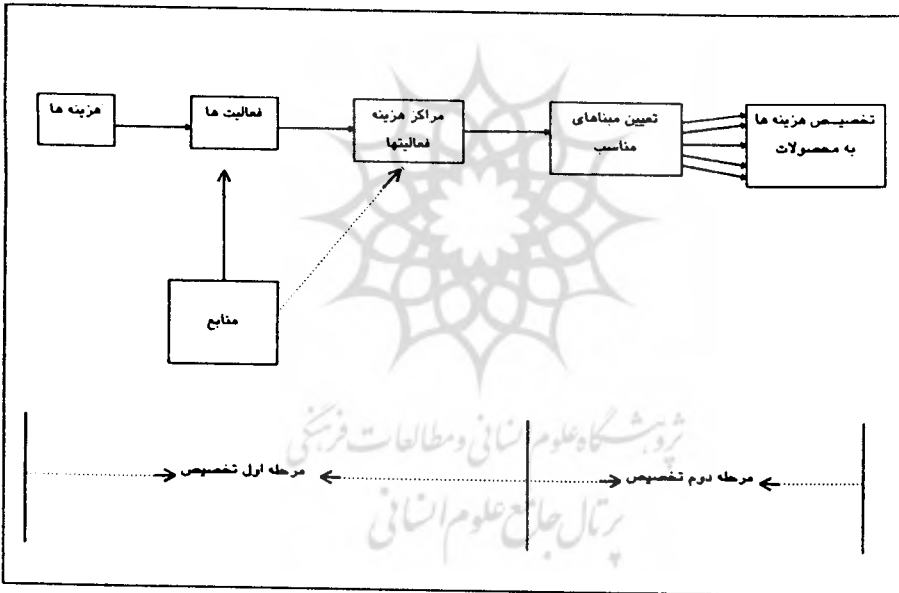 هزینه ها
فعالیت ها
مراکز هزینه
فعالیتها
تعیین مبناهای
مناسب
تخصیص هزینه ها
به محصولات
منابع
پژوهشگاه علوم انسانی و مطالعات فرهنگی
مرحله اول تخصیص
مرحله دوم تخصیص
پرتال جامع علوم انسانی